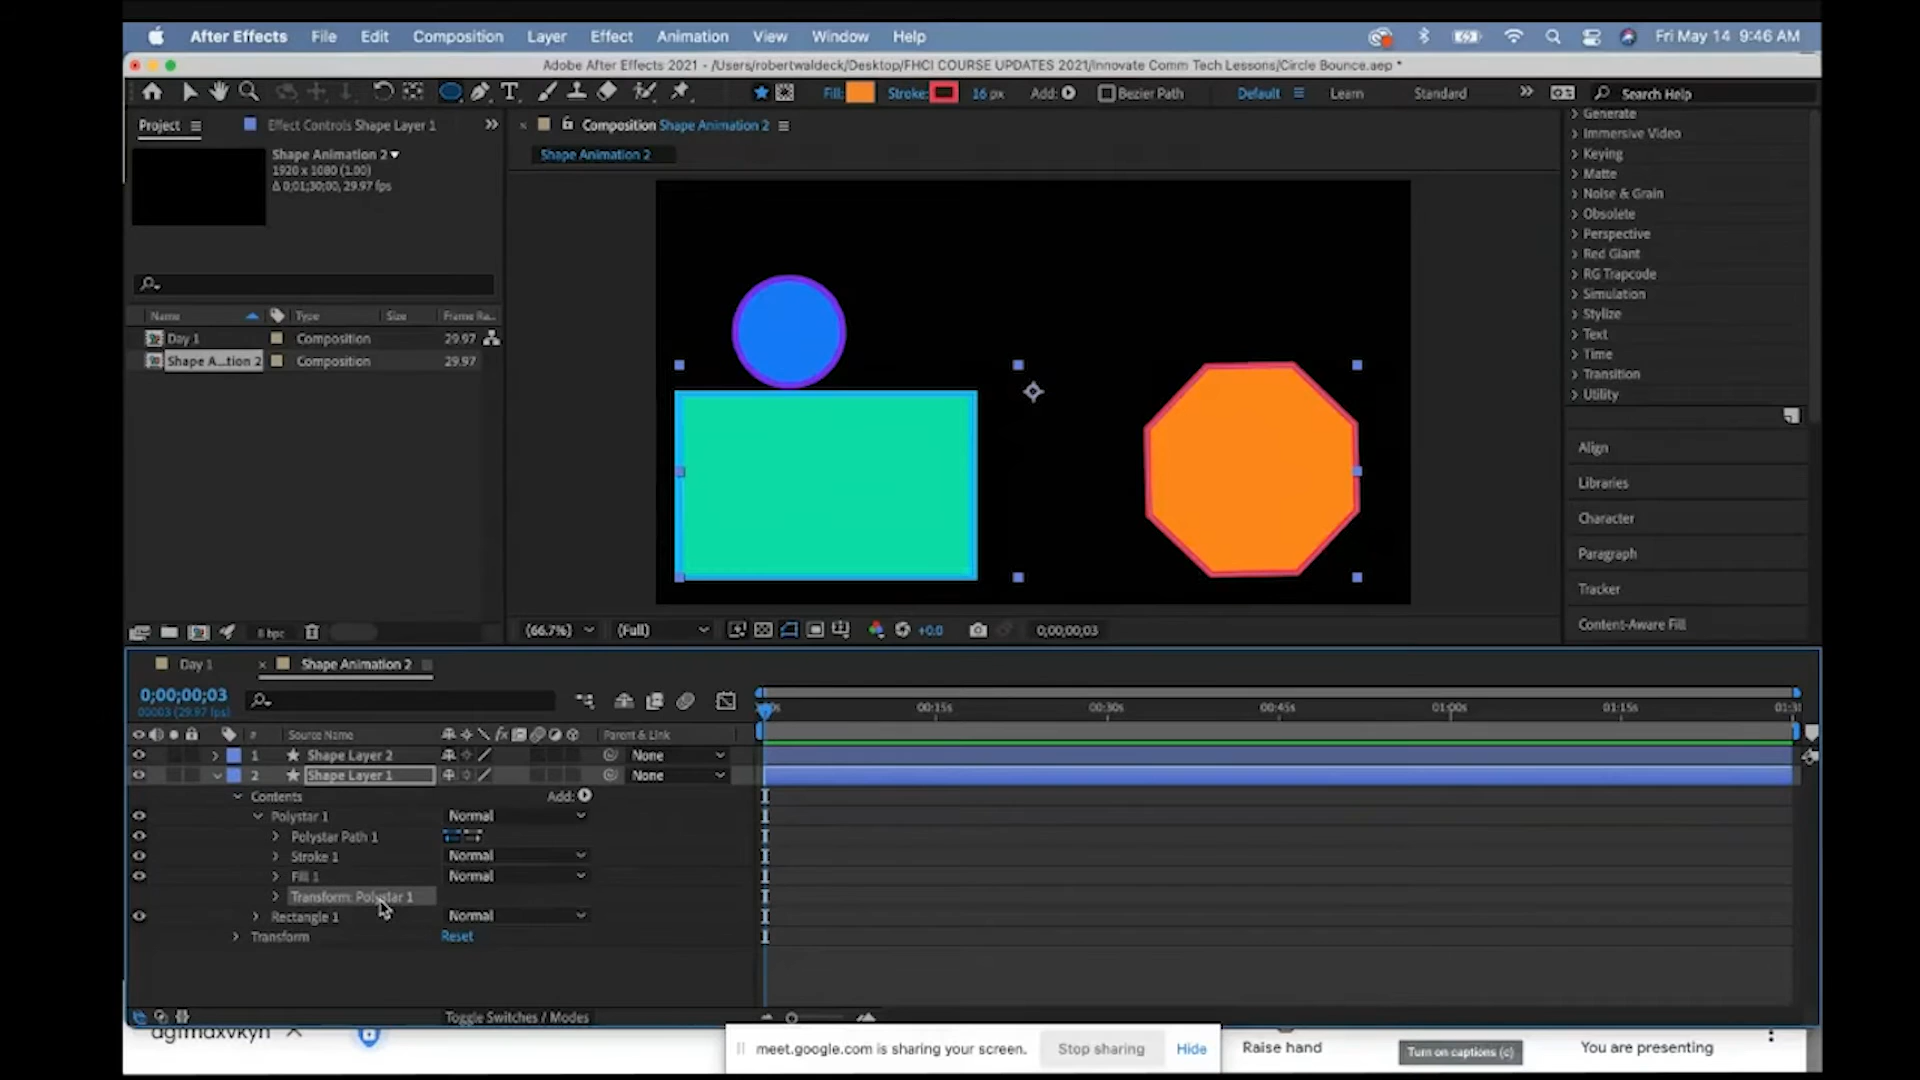 After Effects File Edit Composition Layer Effect Animation View Window Help Fri May 14 9:46 AM
Adobe After Effects 2021 - /Users/robertwaldeck/Desktop/FHCI COURSE UPDATES 2021/Innovate Comm Tech Lessons/Circle Bounce.aep *
Fill: Stroke: 16 px Add: Bezier Path Default Learn Standard Search Help
Project Effect Controls Shape Layer 1
Composition Shape Animation 2
Shape Animation 2
Shape Animation 2
1920 x 1080 (1.00)
Δ 0;01;30;00, 29.97 fps
Name Type Size Frame Ra...
Day 1 Composition 29.97
Shape A...tion 2 Composition 29.97
8 bpc
(66.7%) (Full) +0.0 0;00;00;03
Generate
Immersive Video
Keying
Matte
Noise & Grain
Obsolete
Perspective
Red Giant
RG Trapcode
Simulation
Stylize
Text
Time
Transition
Utility
Align
Libraries
Character
Paragraph
Tracker
Content-Aware Fill
Day 1 Shape Animation 2
0;00;00;03
00003 (29.97 fps)
00:15s 00:30s 00:45s 01:00s 01:15s
# Source Name fx Parent & Link
1 Shape Layer 2 None
2 Shape Layer 1 None
Contents Add:
Polystar 1 Normal
Polystar Path 1
Stroke 1 Normal
Fill 1 Normal
Transform: Polystar 1
Rectangle 1 Normal
Transform Reset
Toggle Switches / Modes
meet.google.com is sharing your screen. Stop sharing Hide
Raise hand Turn on captions (c) You are presenting